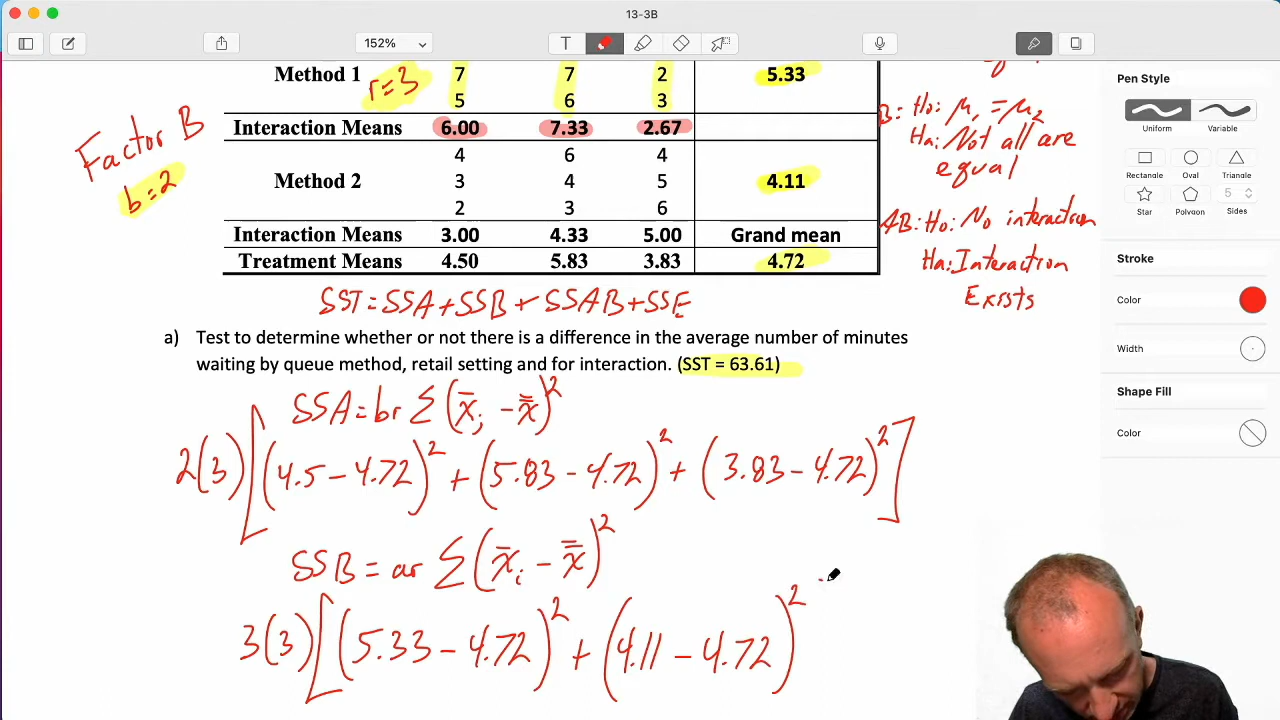 13-3B
152%
T
Pen Style
Uniform Variable
Rectangle Oval Triangle
Star Polygon 5 Sides
Stroke
Color
Width
Shape Fill
Color
Method 1 r=3 7 7 2 5.33
5 6 3
Interaction Means 6.00 7.33 2.67
4 6 4
Method 2 3 4 5 4.11
2 3 6
Interaction Means 3.00 4.33 5.00 Grand mean
Treatment Means 4.50 5.83 3.83 4.72
Factor B
b=2
B: Ho: μ₁ = μ₂
Ha: Not all are
equal
AB: Ho: No interaction
Ha: Interaction
Exists
SST = SSA + SSB + SSAB + SSE
a) Test to determine whether or not there is a difference in the average number of minutes
waiting by queue method, retail setting and for interaction. (SST = 63.61)
SSA = br Σ(x̄ⱼ - x̿)²
2(3)[(4.5 - 4.72)² + (5.83 - 4.72)² + (3.83 - 4.72)²]
SSB = ar Σ(x̄ᵢ - x̿)²
3(3)[(5.33 - 4.72)² + (4.11 - 4.72)²